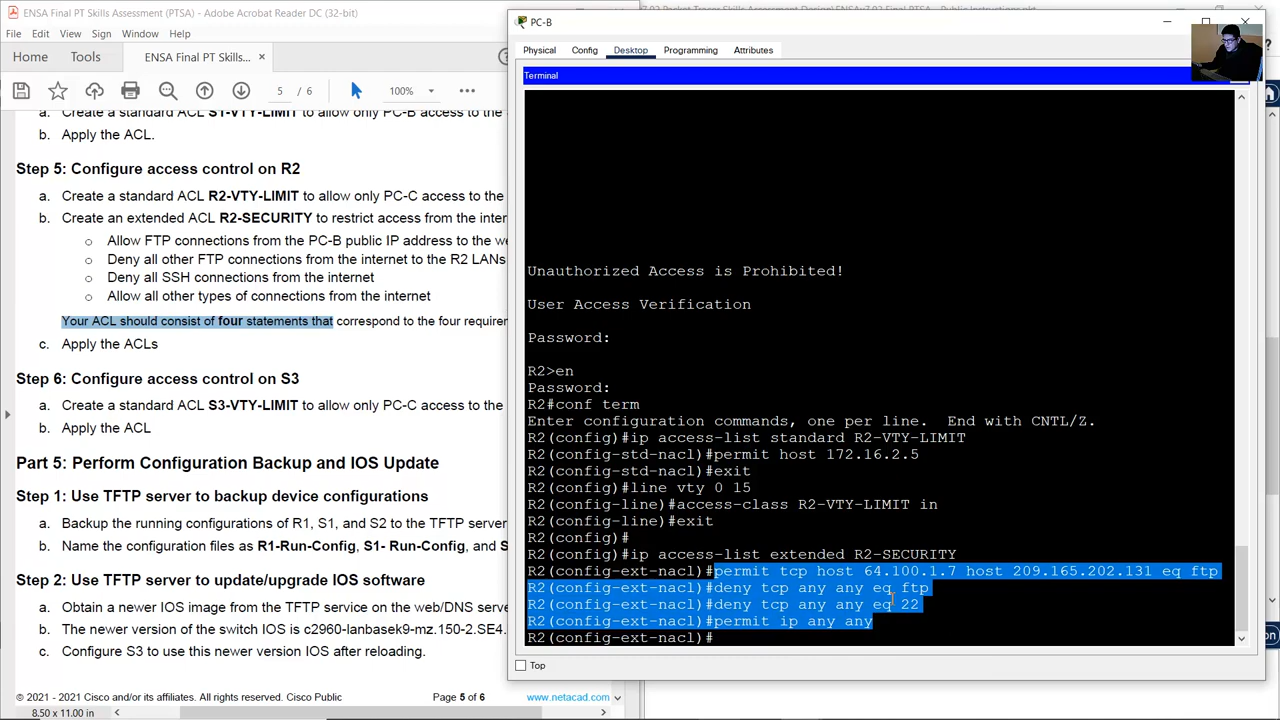 ENSA Final PT Skills Assessment (PTSA) - Adobe Acrobat Reader DC (32-bit)
File Edit View Sign Window Help
Home Tools ENSA Final PT Skills... ×
5 / 6 100%
a. Create a standard ACL S1-VTY-LIMIT to allow only PC-B access to the
b. Apply the ACL.
Step 5: Configure access control on R2
a. Create a standard ACL R2-VTY-LIMIT to allow only PC-C access to the
b. Create an extended ACL R2-SECURITY to restrict access from the inter
o Allow FTP connections from the PC-B public IP address to the we
o Deny all other FTP connections from the internet to the R2 LANs
o Deny all SSH connections from the internet
o Allow all other types of connections from the internet
Your ACL should consist of four statements that correspond to the four requirer
c. Apply the ACLs
Step 6: Configure access control on S3
a. Create a standard ACL S3-VTY-LIMIT to allow only PC-C access to the
b. Apply the ACL
Part 5: Perform Configuration Backup and IOS Update
Step 1: Use TFTP server to backup device configurations
a. Backup the running configurations of R1, S1, and S2 to the TFTP server
b. Name the configuration files as R1-Run-Config, S1- Run-Config, and S
Step 2: Use TFTP server to update/upgrade IOS software
a. Obtain a newer IOS image from the TFTP service on the web/DNS serve
b. The newer version of the switch IOS is c2960-lanbasek9-mz.150-2.SE4.
c. Configure S3 to use this newer version IOS after reloading.
© 2021 - 2021 Cisco and/or its affiliates. All rights reserved. Cisco Public Page 5 of 6 www.netacad.com
8.50 x 11.00 in
PC-B
Physical Config Desktop Programming Attributes
Terminal
Unauthorized Access is Prohibited!
User Access Verification
Password:
R2>en
Password:
R2#conf term
Enter configuration commands, one per line. End with CNTL/Z.
R2(config)#ip access-list standard R2-VTY-LIMIT
R2(config-std-nacl)#permit host 172.16.2.5
R2(config-std-nacl)#exit
R2(config)#line vty 0 15
R2(config-line)#access-class R2-VTY-LIMIT in
R2(config-line)#exit
R2(config)#
R2(config)#ip access-list extended R2-SECURITY
R2(config-ext-nacl)#permit tcp host 64.100.1.7 host 209.165.202.131 eq ftp
R2(config-ext-nacl)#deny tcp any any eq ftp
R2(config-ext-nacl)#deny tcp any any eq 22
R2(config-ext-nacl)#permit ip any any
R2(config-ext-nacl)#
Top